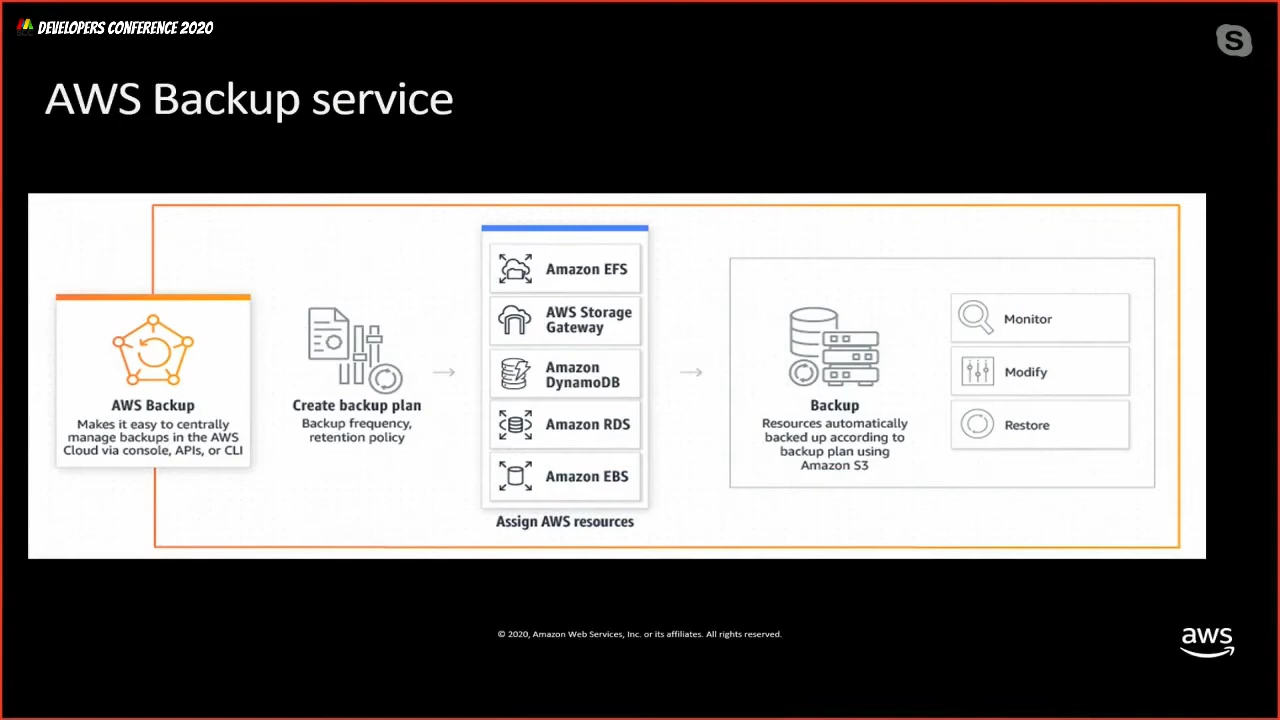 DEVELOPERS CONFERENCE 2020
S
AWS Backup service
AWS Backup
Makes it easy to centrally
manage backups in the AWS
Cloud via console, APIs, or CLI
Create backup plan
Backup frequency,
retention policy
Amazon EFS
AWS Storage
Gateway
Amazon
DynamoDB
Amazon RDS
Amazon EBS
Assign AWS resources
Backup
Resources automatically
backed up according to
backup plan using
Amazon S3
Monitor
Modify
Restore
© 2020, Amazon Web Services, Inc. or its affiliates. All rights reserved.
aws